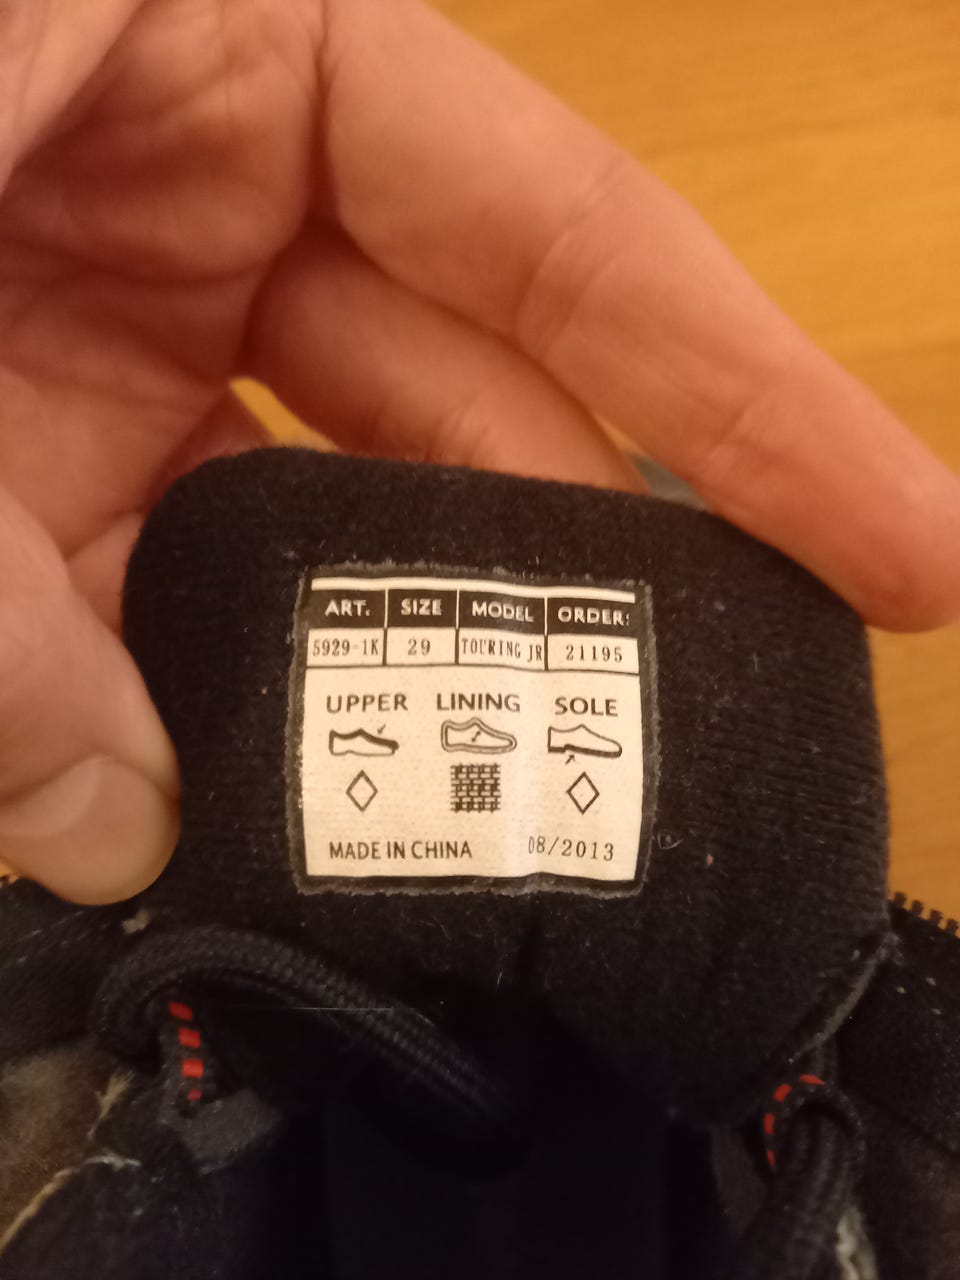 ART. SIZE MODEL ORDER:
5929-1K 29 TOURING JR 21195
UPPER LINING SOLE
MADE IN CHINA 08/2013